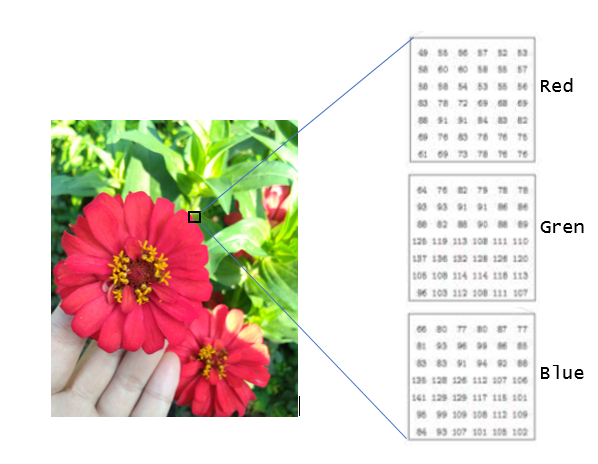 49 55 56 57 52 53
58 60 60 58 55 57
58 58 54 53 55 56
83 78 72 69 68 69
88 91 91 84 83 82
69 76 83 78 76 75
61 69 73 78 76 76
Red
64 76 82 79 78 78
93 93 91 91 86 86
88 82 88 90 88 89
125 119 113 108 111 110
137 136 132 128 126 120
105 108 114 114 118 113
96 103 112 108 111 107
Gren
66 80 77 80 87 77
81 93 96 99 86 85
83 83 91 94 92 88
135 128 126 112 107 106
141 129 129 117 115 101
95 99 109 108 112 109
84 93 107 101 105 102
Blue